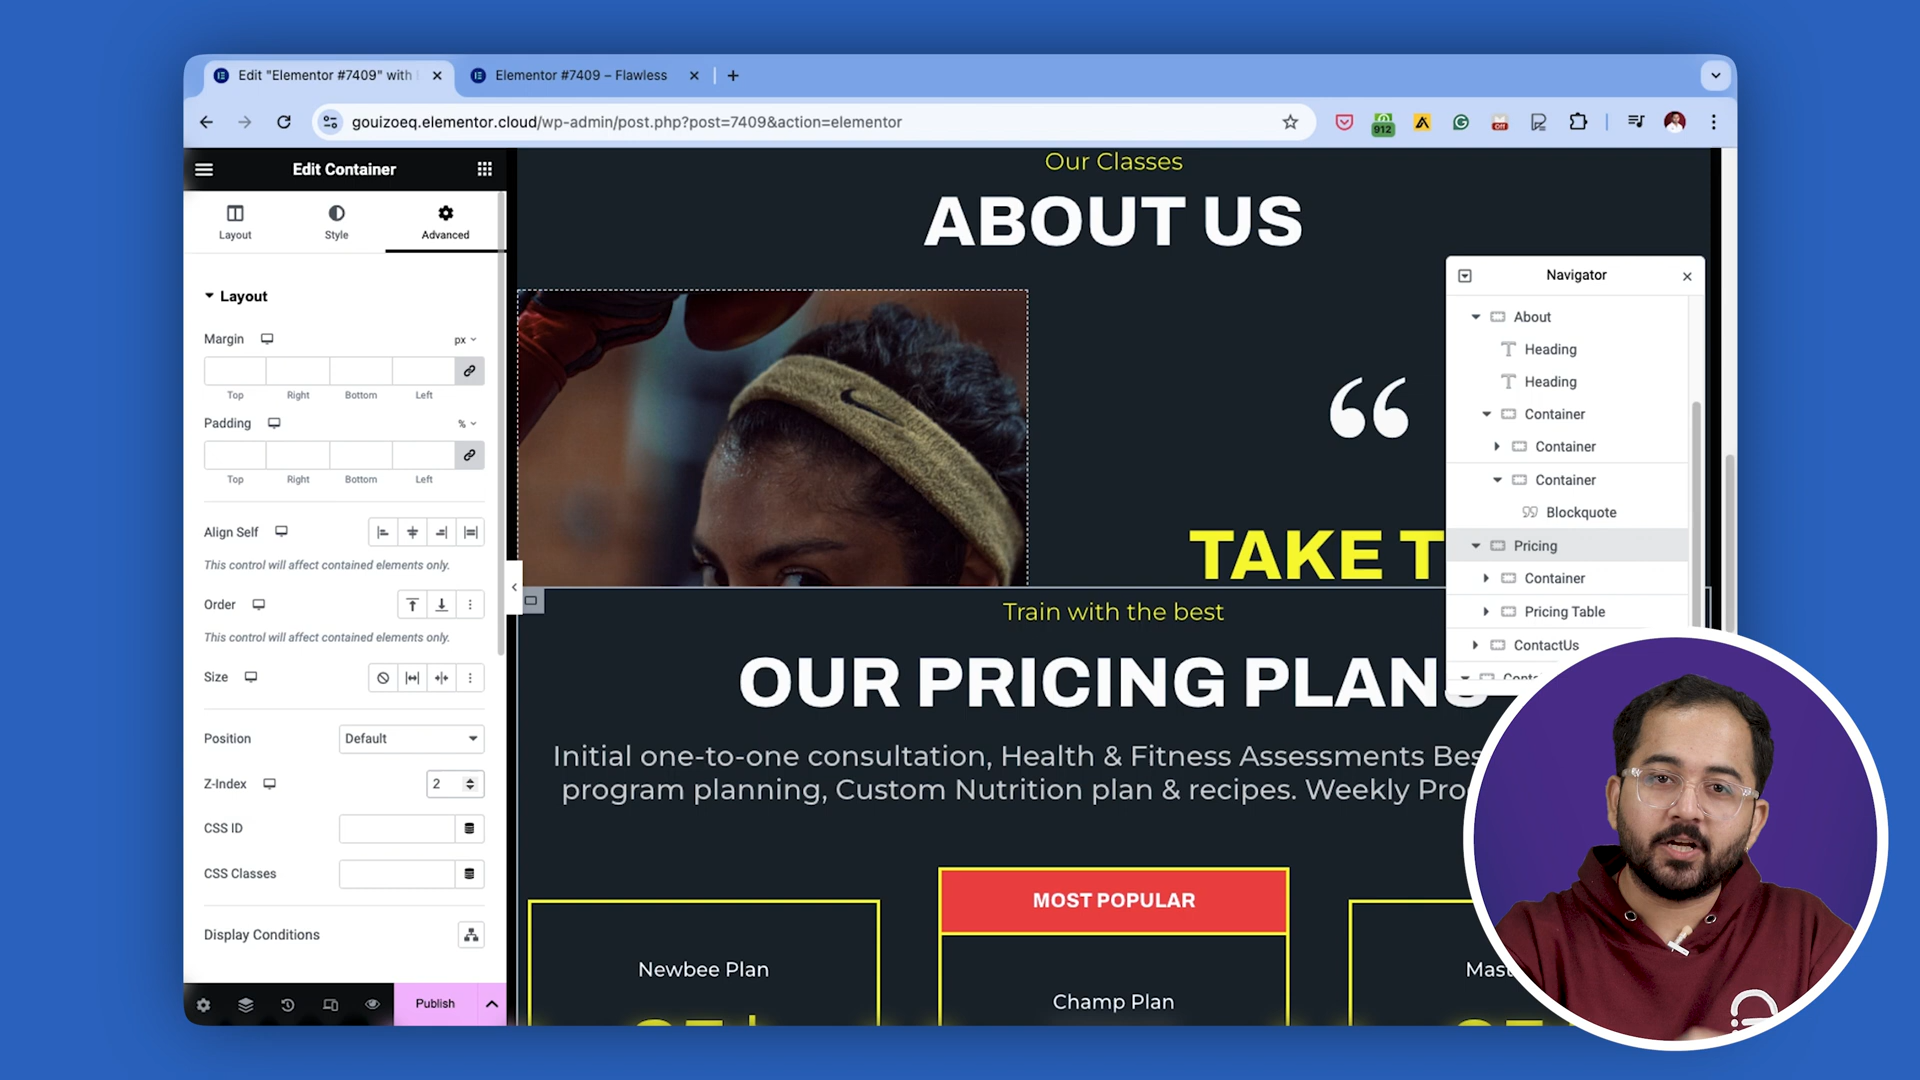 Edit "Elementor #7409" with
Elementor #7409 – Flawless
gouizoeq.elementor.cloud/wp-admin/post.php?post=7409&action=elementor
912
Off
Edit Container
Layout
Style
Advanced
Layout
Margin
px
Top Right Bottom Left
Padding
%
Top Right Bottom Left
Align Self
This control will affect contained elements only.
Order
This control will affect contained elements only.
Size
Position
Default
Z-Index
2
CSS ID
CSS Classes
Display Conditions
Publish
Our Classes
ABOUT US
TAKE T
Train with the best
OUR PRICING PLANS
Initial one-to-one consultation, Health & Fitness Assessments Bes
program planning, Custom Nutrition plan & recipes. Weekly Pro
MOST POPULAR
Newbee Plan
Champ Plan
Mast
Navigator
About
Heading
Heading
Container
Container
Container
Blockquote
Pricing
Container
Pricing Table
ContactUs